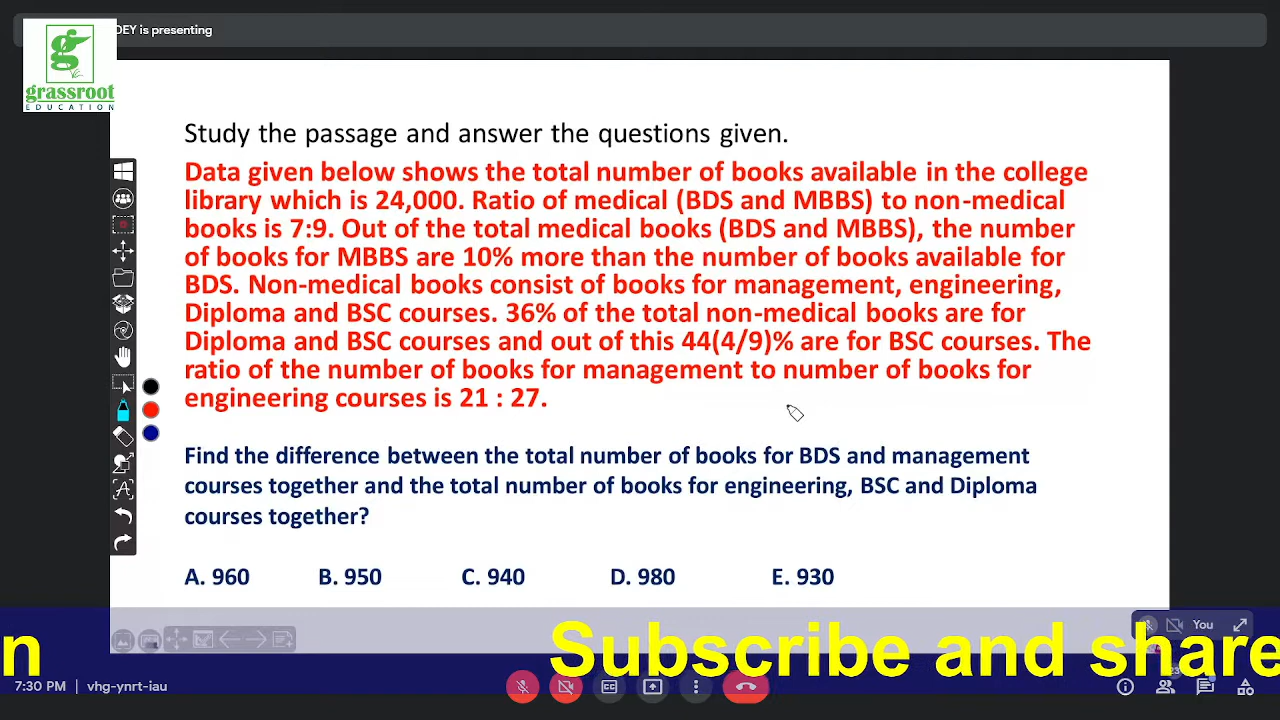 DEY is presenting
g
grassroot
EDUCATION
Study the passage and answer the questions given.
Data given below shows the total number of books available in the college
library which is 24,000. Ratio of medical (BDS and MBBS) to non-medical
books is 7:9. Out of the total medical books (BDS and MBBS), the number
of books for MBBS are 10% more than the number of books available for
BDS. Non-medical books consist of books for management, engineering,
Diploma and BSC courses. 36% of the total non-medical books are for
Diploma and BSC courses and out of this 44(4/9)% are for BSC courses. The
ratio of the number of books for management to number of books for
engineering courses is 21 : 27.
Find the difference between the total number of books for BDS and management
courses together and the total number of books for engineering, BSC and Diploma
courses together?
A. 960 B. 950 C. 940 D. 980 E. 930
You
n Subscribe and share
7:30 PM | vhg-ynrt-iau